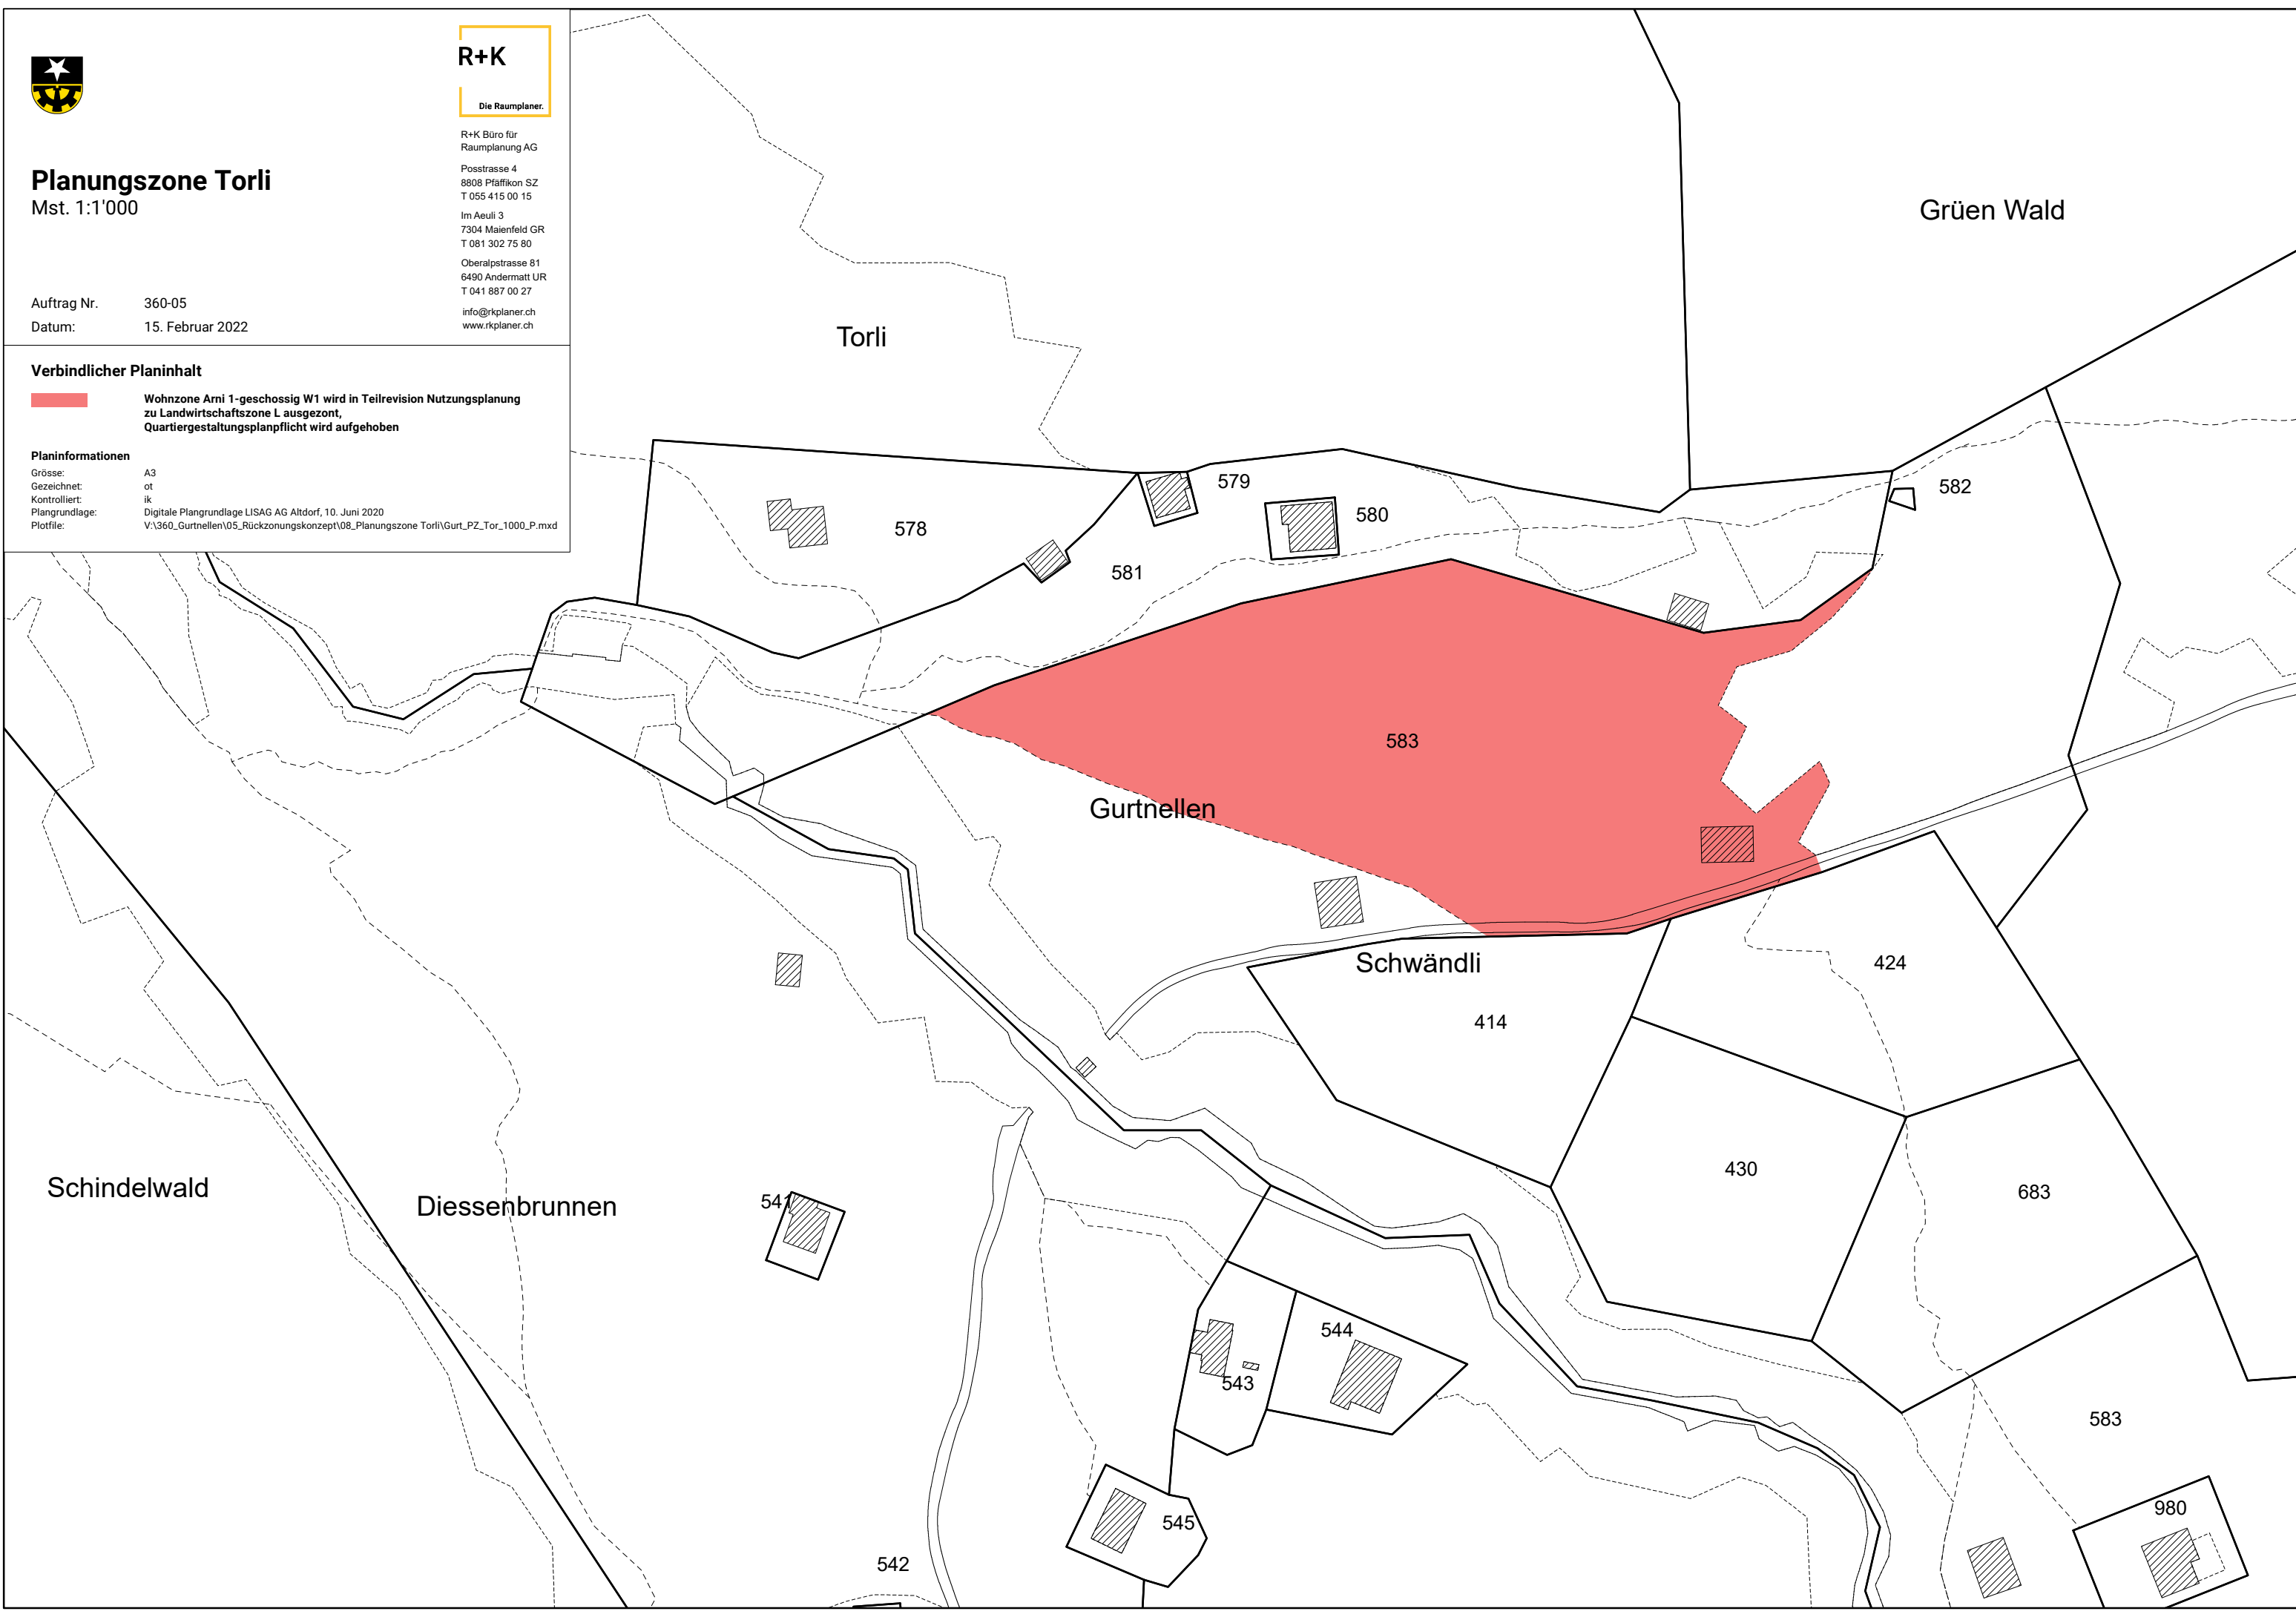 R+K
Die Raumplaner.
R+K Büro für
Raumplanung AG
Posstrasse 4
8808 Pfäffikon SZ
T 055 415 00 15
Im Aeuli 3
7304 Maienfeld GR
T 081 302 75 80
Oberalpstrasse 81
6490 Andermatt UR
T 041 887 00 27
info@rkplaner.ch
www.rkplaner.ch
Planungszone Torli
Mst. 1:1'000
Auftrag Nr. 360-05
Datum: 15. Februar 2022
Verbindlicher Planinhalt
Wohnzone Arni 1-geschossig W1 wird in Teilrevision Nutzungsplanung
zu Landwirtschaftszone L ausgezont,
Quartiergestaltungsplanpflicht wird aufgehoben
Planinformationen
Grösse: A3
Gezeichnet: ot
Kontrolliert: ik
Plangrundlage: Digitale Plangrundlage LISAG AG Altdorf, 10. Juni 2020
Plotfile: V:\360_Gurtnellen\05_Rückzonungskonzept\08_Planungszone Torli\Gurt_PZ_Tor_1000_P.mxd
Grüen Wald
Torli
579
582
580
578
581
583
Gurtnellen
Schwändli
424
414
430
Schindelwald
683
541
Diessenbrunnen
544
543
583
980
545
542